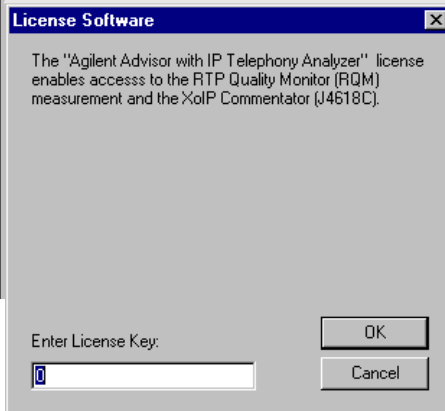 License Software
The "Agilent Advisor with IP Telephony Analyzer" license
enables accesss to the RTP Quality Monitor (RQM)
measurement and the XoIP Commentator (J4618C).
OK
Enter License Key:
0
Cancel